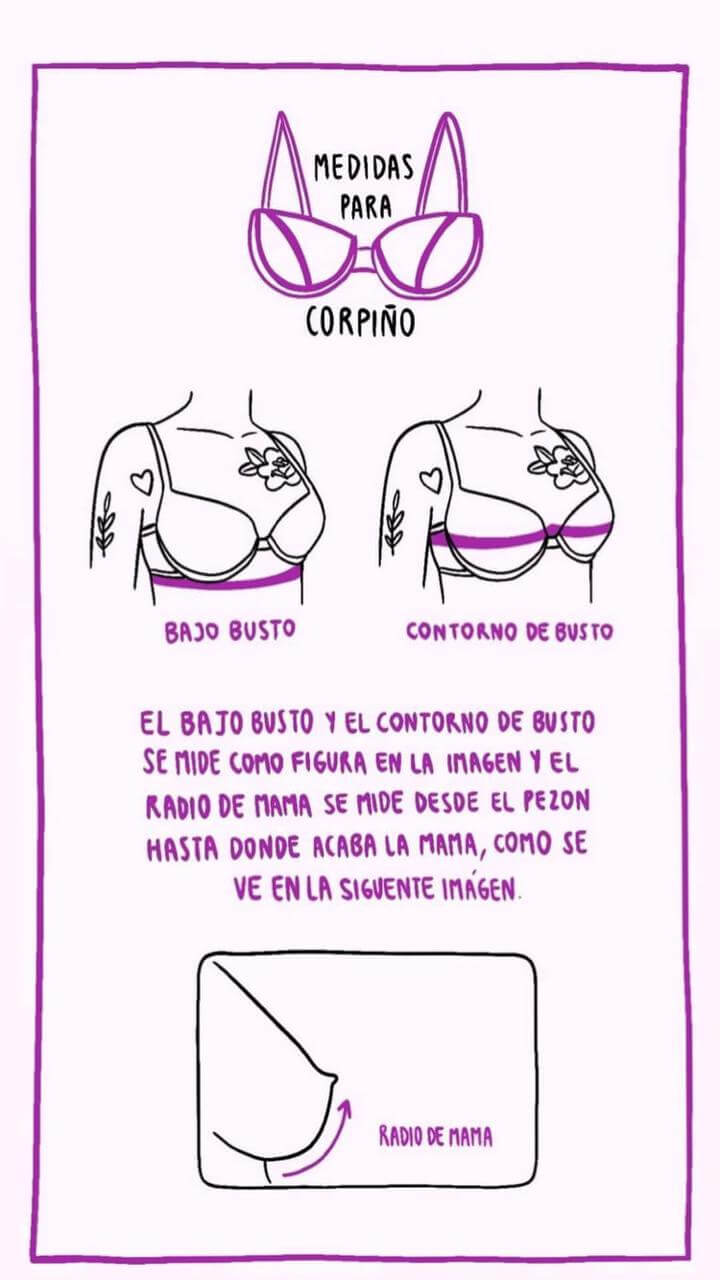 MEDIDAS
PARA
CORPIÑO
BAJO BUSTO
CONTORNO DE BUSTO
EL BAJO BUSTO Y EL CONTORNO DE BUSTO
SE MIDE COMO FIGURA EN LA IMAGEN Y EL
RADIO DE MAMA SE MIDE DESDE EL PEZON
HASTA DONDE ACABA LA MAMA, COMO SE
VE EN LA SIGUENTE IMÁGEN.
RADIO DE MAMA